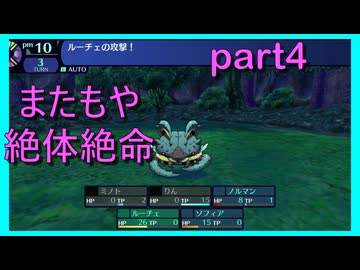 pm 10
3
TURN
L AUTO
ルーチェの攻撃！
part4
またもや
絶体絶命
ミノト
HP 0 TP 2
りん
HP 0 TP 15
ノルマン
HP 8 TP 1
ルーチェ
HP 26 TP 0
ソフィア
HP 15 TP 0